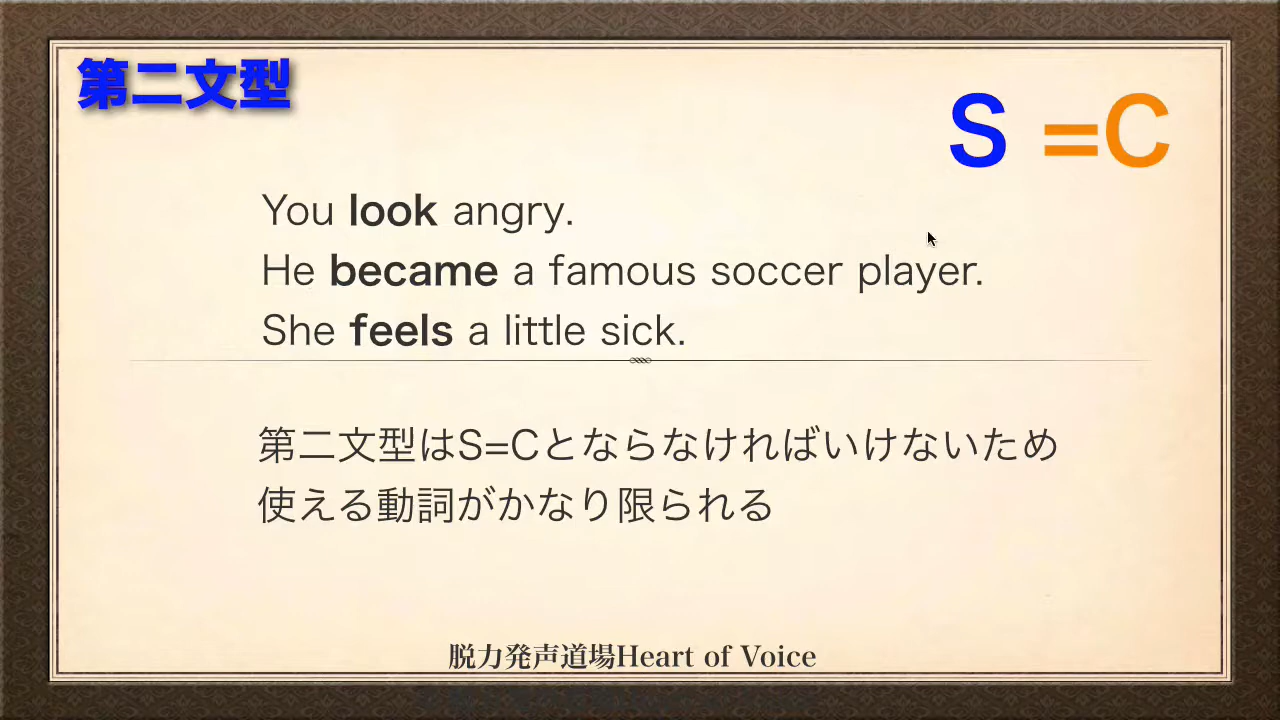 第二文型
S =C
You look angry.
He became a famous soccer player.
She feels a little sick.
第二文型はS=Cとならなければいけないため
使える動詞がかなり限られる
脱力発声道場Heart of Voice